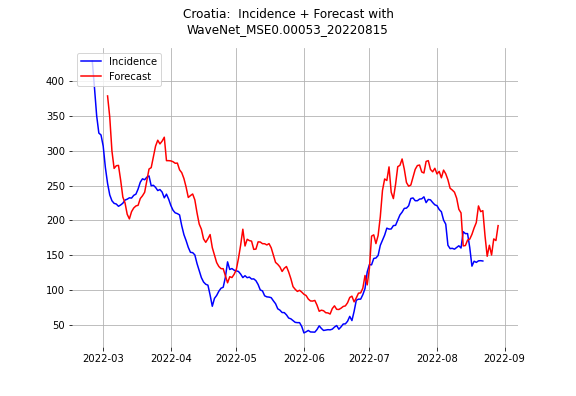 Croatia:  Incidence + Forecast with
WaveNet_MSE0.00053_20220815
Incidence
Forecast
400
350
300
250
200
150
100
50
2022-03 2022-04 2022-05 2022-06 2022-07 2022-08 2022-09